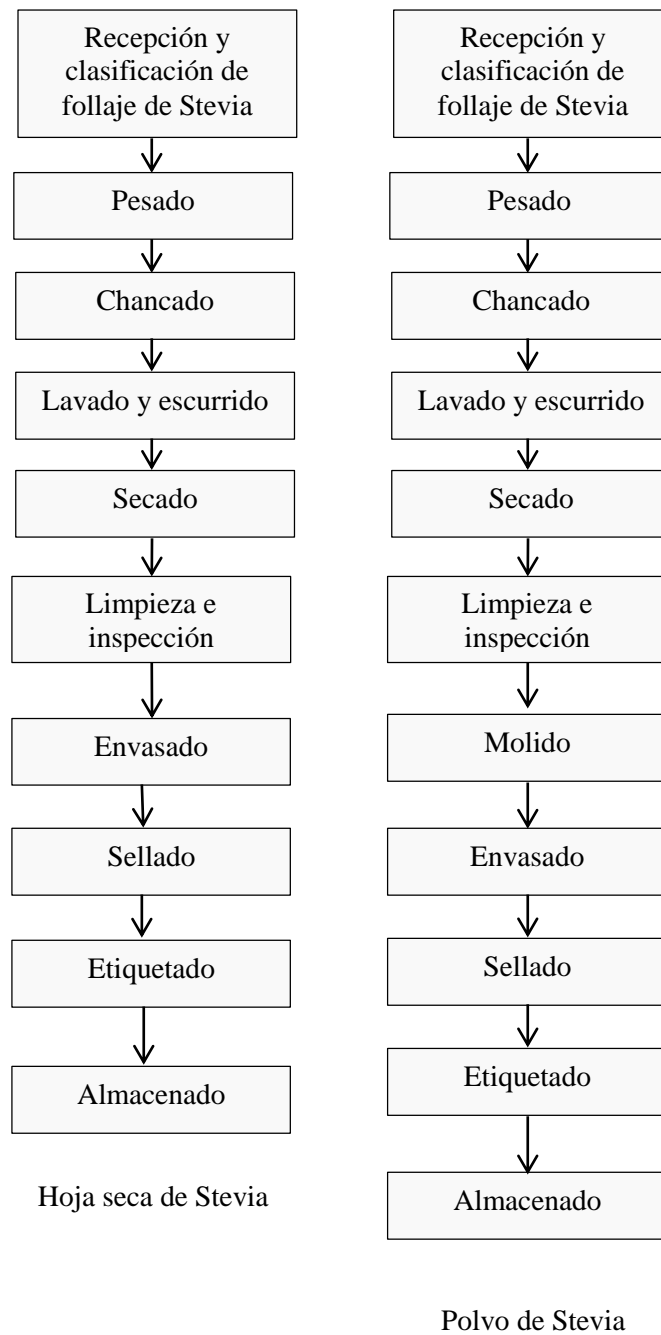 Recepción y
clasificación de
follaje de Stevia
Pesado
Chancado
Lavado y escurrido
Secado
Limpieza e
inspección
Envasado
Sellado
Etiquetado
Almacenado
Hoja seca de Stevia
Recepción y
clasificación de
follaje de Stevia
Pesado
Chancado
Lavado y escurrido
Secado
Limpieza e
inspección
Molido
Envasado
Sellado
Etiquetado
Almacenado
Polvo de Stevia